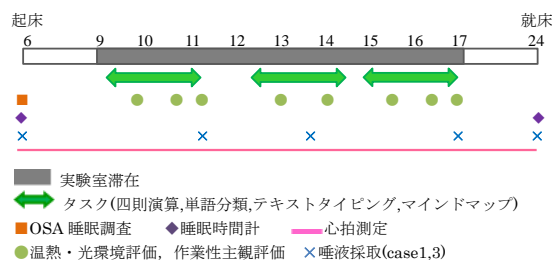 起床 就床
6 9 10 11 12 13 14 15 16 17 24
実験室滞在
タスク(四則演算,単語分類,テキストタイピング,マインドマップ)
OSA 睡眠調査 睡眠時間計 心拍測定
温熱・光環境評価，作業性主観評価 唾液採取(case1,3)